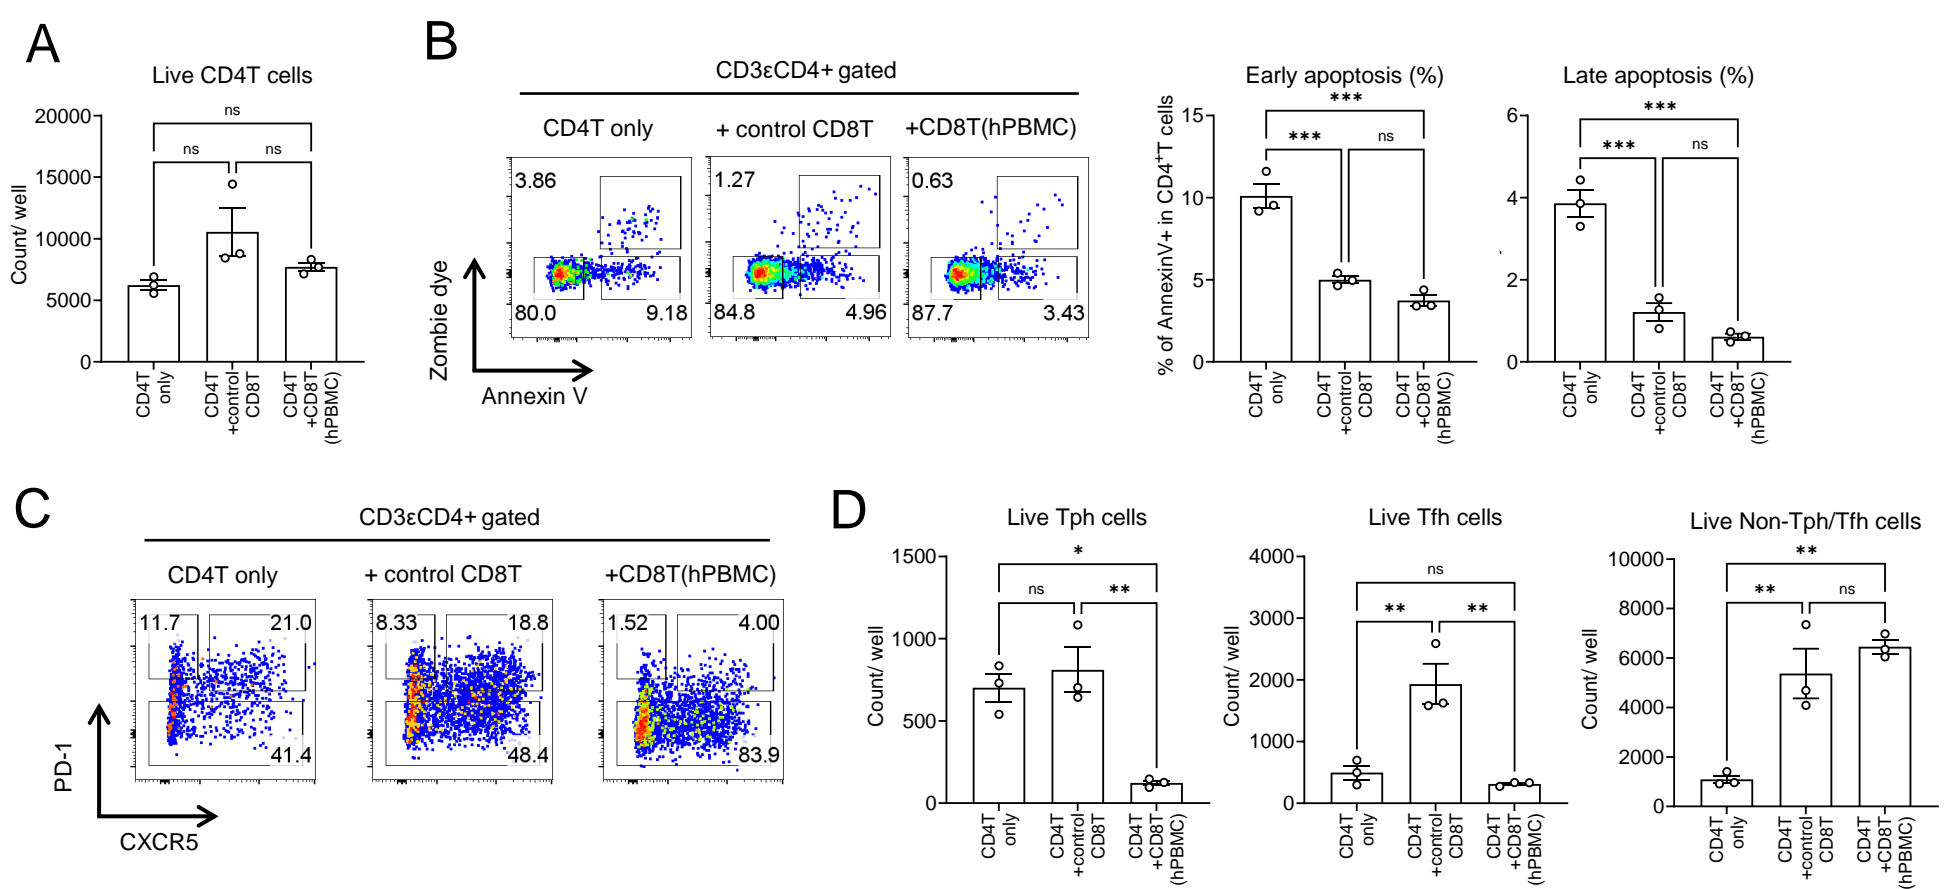 A
Live CD4T cells
Count/ well
20000
15000
10000
5000
0
ns
ns
ns
CD4T
only
CD4T
+control
CD8T
CD4T
+CD8T
(hPBMC)
B
CD3εCD4+ gated
CD4T only
+ control CD8T
+CD8T(hPBMC)
3.86
80.0
9.18
1.27
84.8
4.96
0.63
87.7
3.43
Zombie dye
Annexin V
Early apoptosis (%)
% of AnnexinV+ in CD4+T cells
15
10
5
0
***
***
ns
CD4T
only
CD4T
+control
CD8T
CD4T
+CD8T
(hPBMC)
Late apoptosis (%)
6
4
2
0
***
***
ns
CD4T
only
CD4T
+control
CD8T
CD4T
+CD8T
(hPBMC)
C
CD3εCD4+ gated
CD4T only
+ control CD8T
+CD8T(hPBMC)
11.7
21.0
41.4
8.33
18.8
48.4
1.52
4.00
83.9
PD-1
CXCR5
D
Live Tph cells
Count/ well
1500
1000
500
0
*
ns
**
CD4T
only
CD4T
+control
CD8T
CD4T
+CD8T
(hPBMC)
Live Tfh cells
Count/ well
4000
3000
2000
1000
0
ns
**
**
CD4T
only
CD4T
+control
CD8T
CD4T
+CD8T
(hPBMC)
Live Non-Tph/Tfh cells
Count/ well
10000
8000
6000
4000
2000
0
**
**
ns
CD4T
only
CD4T
+control
CD8T
CD4T
+CD8T
(hPBMC)